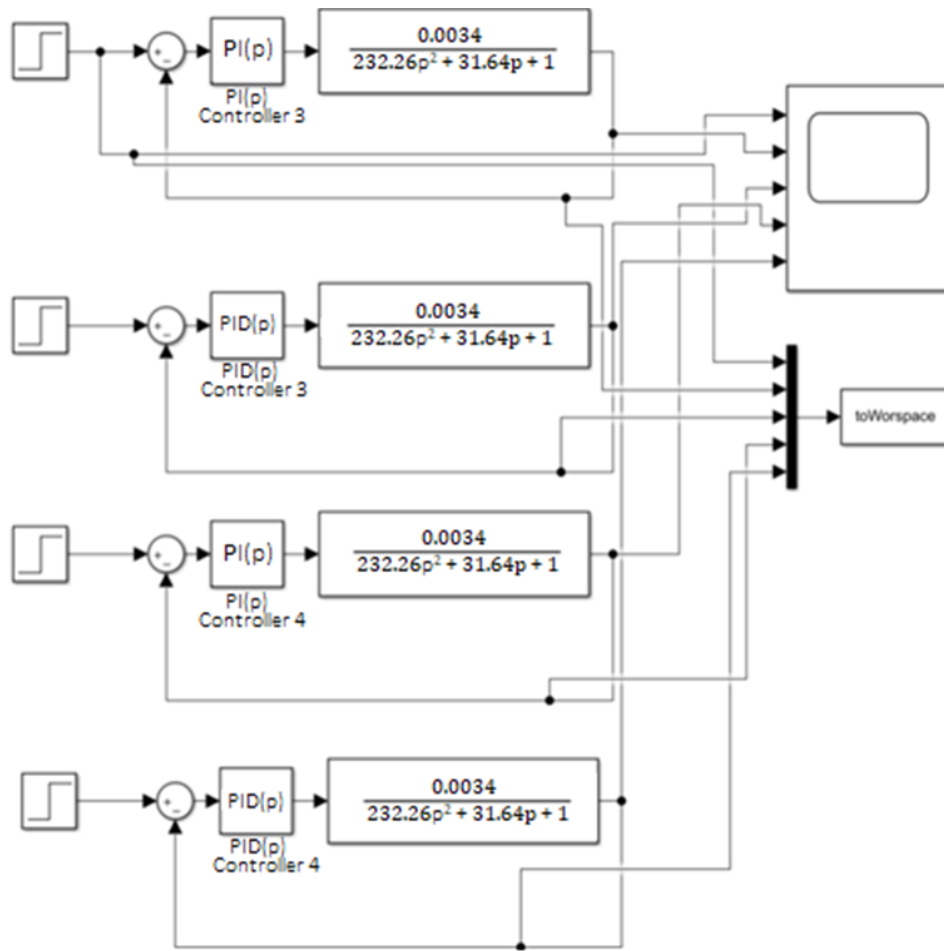 PI(p)
0.0034
232.26p² + 31.64p + 1
PI(p)
Controller 3
PID(p)
0.0034
232.26p² + 31.64p + 1
PID(p)
Controller 3
toWorspace
PI(p)
0.0034
232.26p² + 31.64p + 1
PI(p)
Controller 4
PID(p)
0.0034
232.26p² + 31.64p + 1
PID(p)
Controller 4